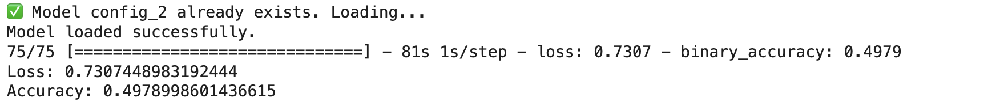 ✅ Model config_2 already exists. Loading...
Model loaded successfully.
75/75 [==============================] - 81s 1s/step - loss: 0.7307 - binary_accuracy: 0.4979
Loss: 0.7307448983192444
Accuracy: 0.4978998601436615